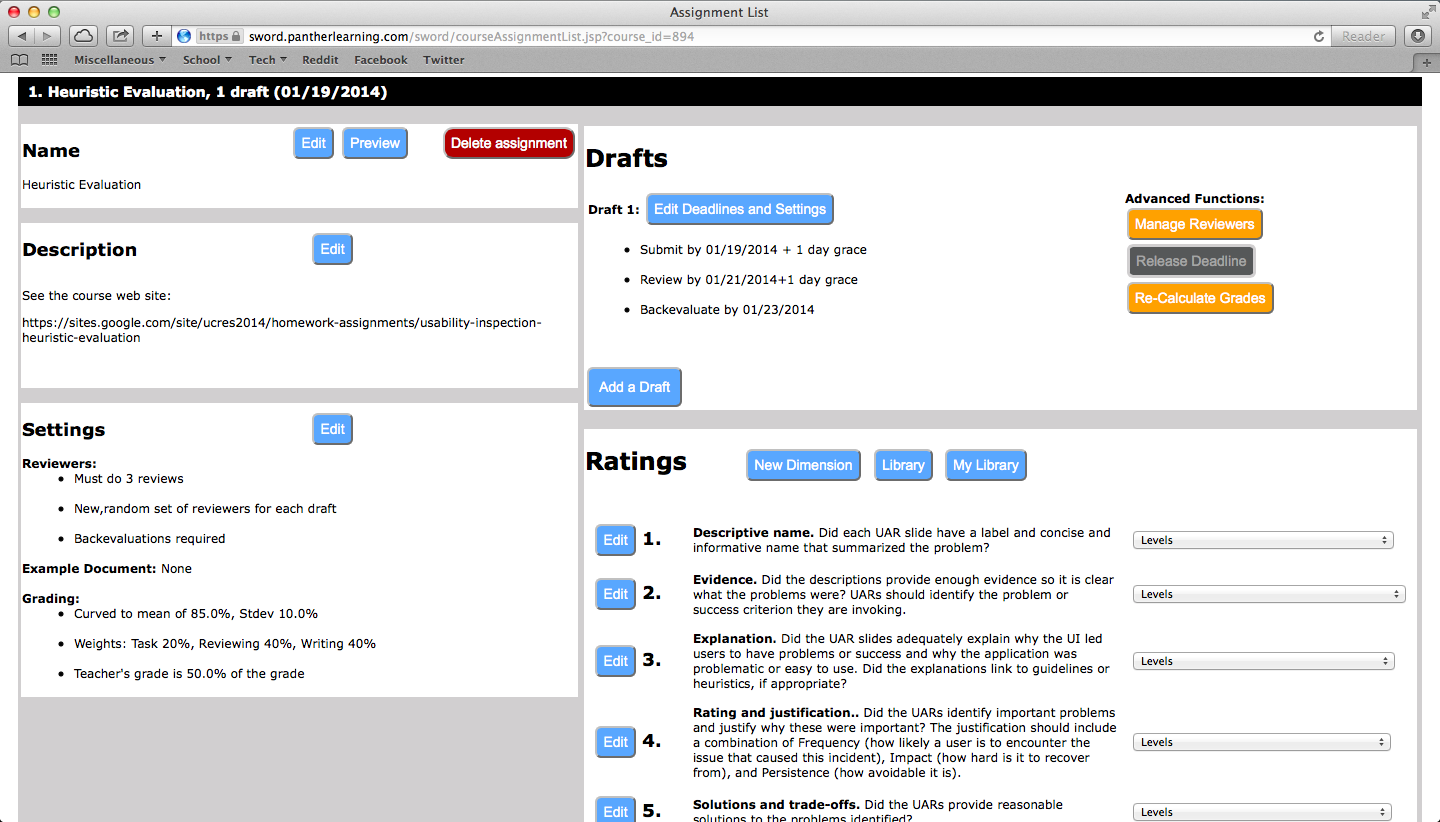 Assignment List
https sword.pantherlearning.com/sword/courseAssignmentList.jsp?course_id=894
Reader
Miscellaneous
School
Tech
Reddit
Facebook
Twitter
1. Heuristic Evaluation, 1 draft (01/19/2014)
Name
Edit
Preview
Delete assignment
Heuristic Evaluation
Description
Edit
See the course web site:
https://sites.google.com/site/ucres2014/homework-assignments/usability-inspection-
heuristic-evaluation
Settings
Edit
Reviewers:
• Must do 3 reviews
• New,random set of reviewers for each draft
• Backevaluations required
Example Document: None
Grading:
• Curved to mean of 85.0%, Stdev 10.0%
• Weights: Task 20%, Reviewing 40%, Writing 40%
• Teacher's grade is 50.0% of the grade
Drafts
Draft 1:
Edit Deadlines and Settings
• Submit by 01/19/2014 + 1 day grace
• Review by 01/21/2014+1 day grace
• Backevaluate by 01/23/2014
Advanced Functions:
Manage Reviewers
Release Deadline
Re-Calculate Grades
Add a Draft
Ratings
New Dimension
Library
My Library
Edit
1.
Descriptive name. Did each UAR slide have a label and concise and
informative name that summarized the problem?
Levels
Edit
2.
Evidence. Did the descriptions provide enough evidence so it is clear
what the problems were? UARs should identify the problem or
success criterion they are invoking.
Levels
Edit
3.
Explanation. Did the UAR slides adequately explain why the UI led
users to have problems or success and why the application was
problematic or easy to use. Did the explanations link to guidelines or
heuristics, if appropriate?
Levels
Edit
4.
Rating and justification.. Did the UARs identify important problems
and justify why these were important? The justification should include
a combination of Frequency (how likely a user is to encounter the
issue that caused this incident), Impact (how hard is it to recover
from), and Persistence (how avoidable it is).
Levels
Edit
5.
Solutions and trade-offs. Did the UARs provide reasonable
solutions to the problems identified?
Levels